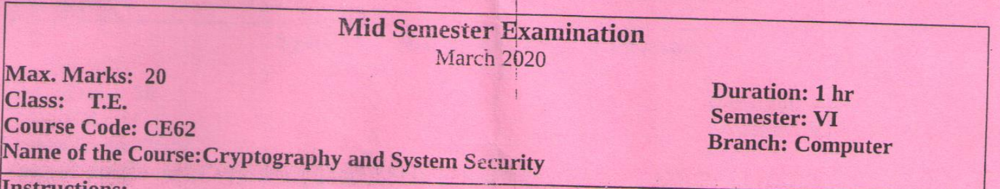 Mid Semester Examination
March 2020
Max. Marks: 20
Duration: 1 hr
Class: T.E.
Semester: VI
Course Code: CE62
Branch: Computer
Name of the Course:Cryptography and System Security
Instructions: